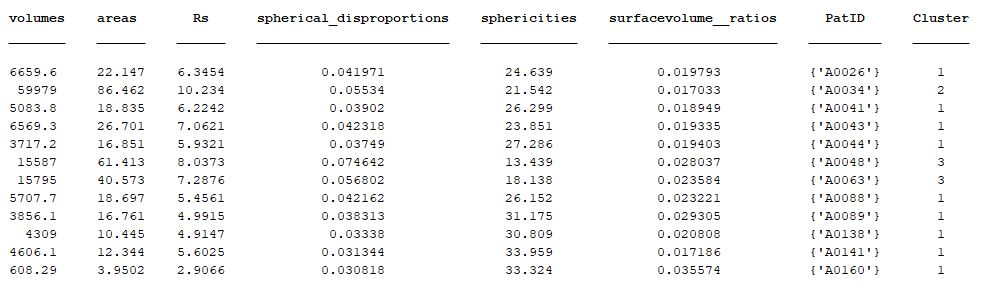 volumes areas Rs spherical_disproportions sphericities surfacevolume__ratios PatID Cluster
6659.6 22.147 6.3454 0.041971 24.639 0.019793 {'A0026'} 1
59979 86.462 10.234 0.05534 21.542 0.017033 {'A0034'} 2
5083.8 18.835 6.2242 0.03902 26.299 0.018949 {'A0041'} 1
6569.3 26.701 7.0621 0.042318 23.851 0.019335 {'A0043'} 1
3717.2 16.851 5.9321 0.03749 27.286 0.019403 {'A0044'} 1
15587 61.413 8.0373 0.074642 13.439 0.028037 {'A0048'} 3
15795 40.573 7.2876 0.056802 18.138 0.023584 {'A0063'} 3
5707.7 18.697 5.4561 0.042162 26.152 0.023221 {'A0088'} 1
3856.1 16.761 4.9915 0.038313 31.175 0.029305 {'A0089'} 1
4309 10.445 4.9147 0.03338 30.809 0.020808 {'A0138'} 1
4606.1 12.344 5.6025 0.031344 33.959 0.017186 {'A0141'} 1
608.29 3.9502 2.9066 0.030818 33.324 0.035574 {'A0160'} 1